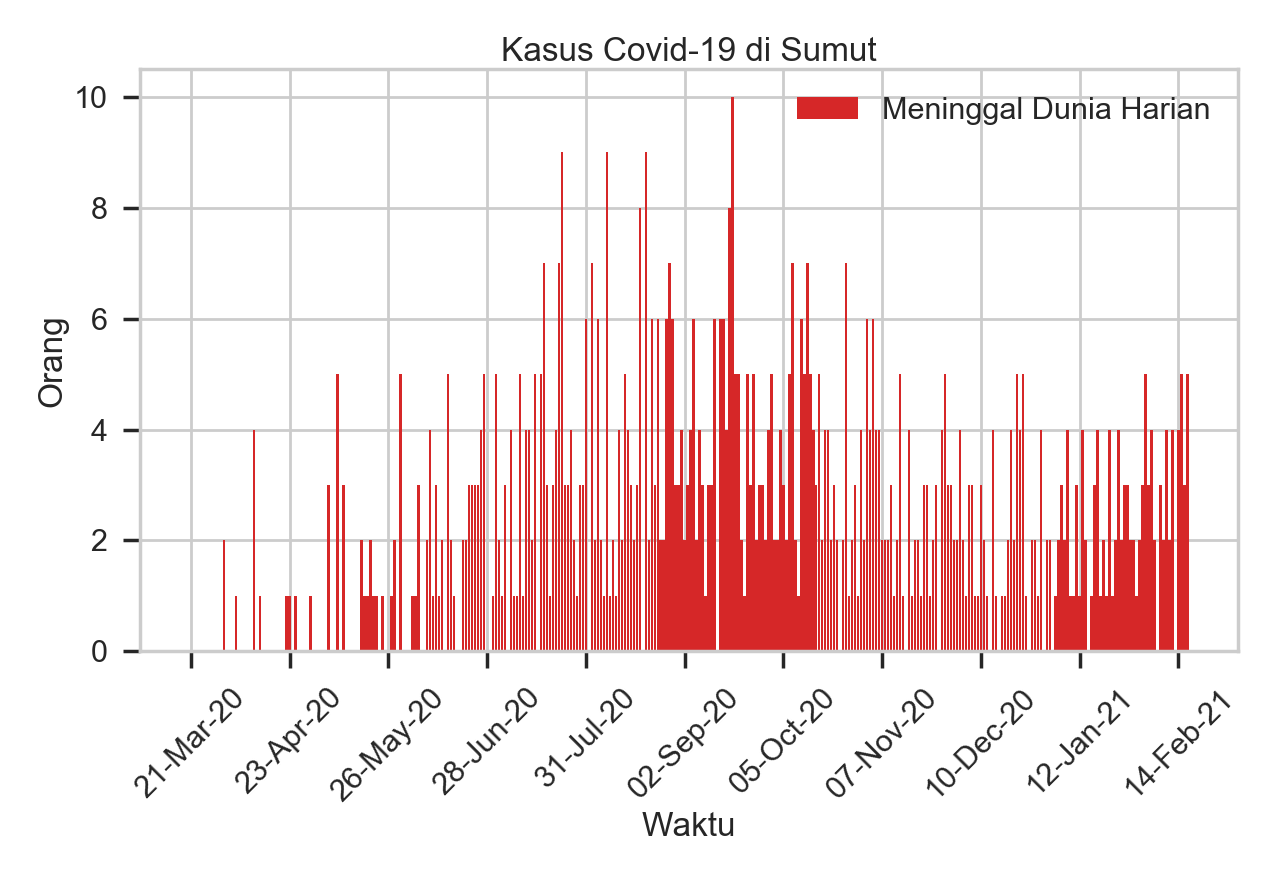 Kasus Covid-19 di Sumut
Meninggal Dunia Harian
Orang
10
8
6
4
2
0
21-Mar-20
23-Apr-20
26-May-20
28-Jun-20
31-Jul-20
02-Sep-20
05-Oct-20
07-Nov-20
10-Dec-20
12-Jan-21
14-Feb-21
Waktu